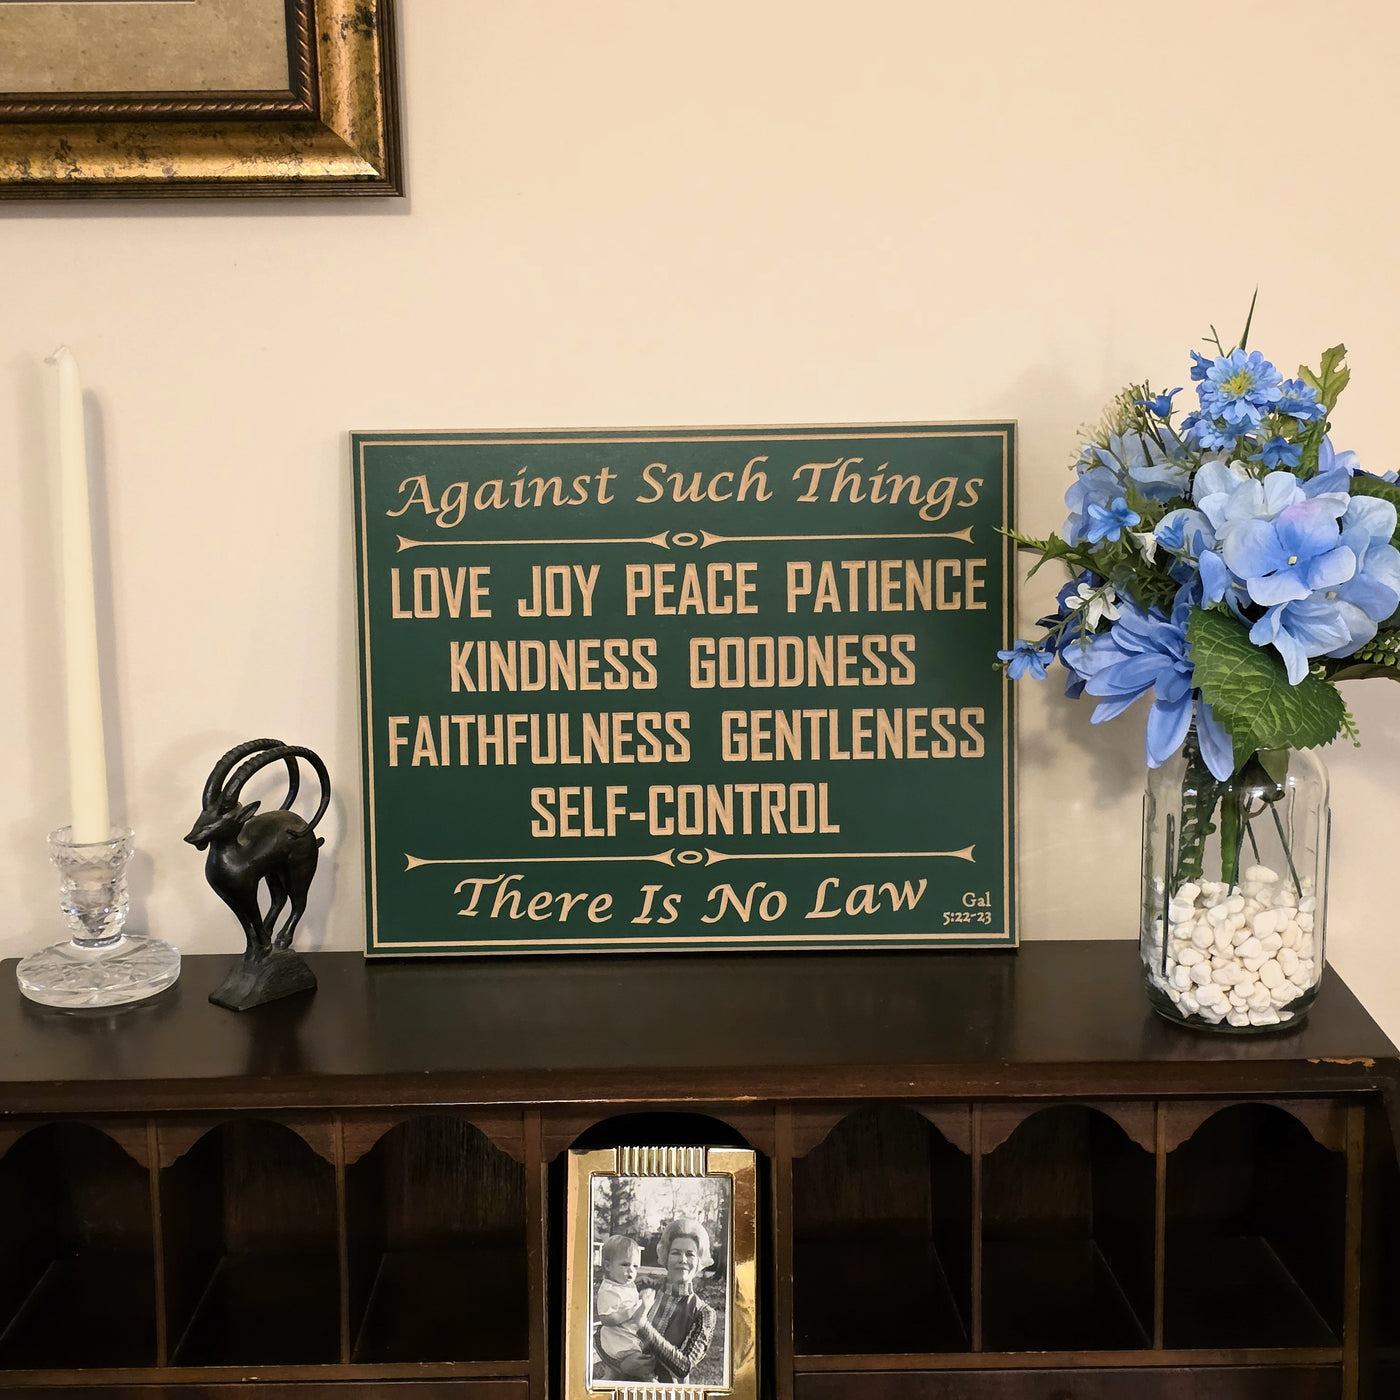 Against Such Things
LOVE JOY PEACE PATIENCE
KINDNESS GOODNESS
FAITHFULNESS GENTLENESS
SELF-CONTROL
There Is No Law
Gal
5:22-23